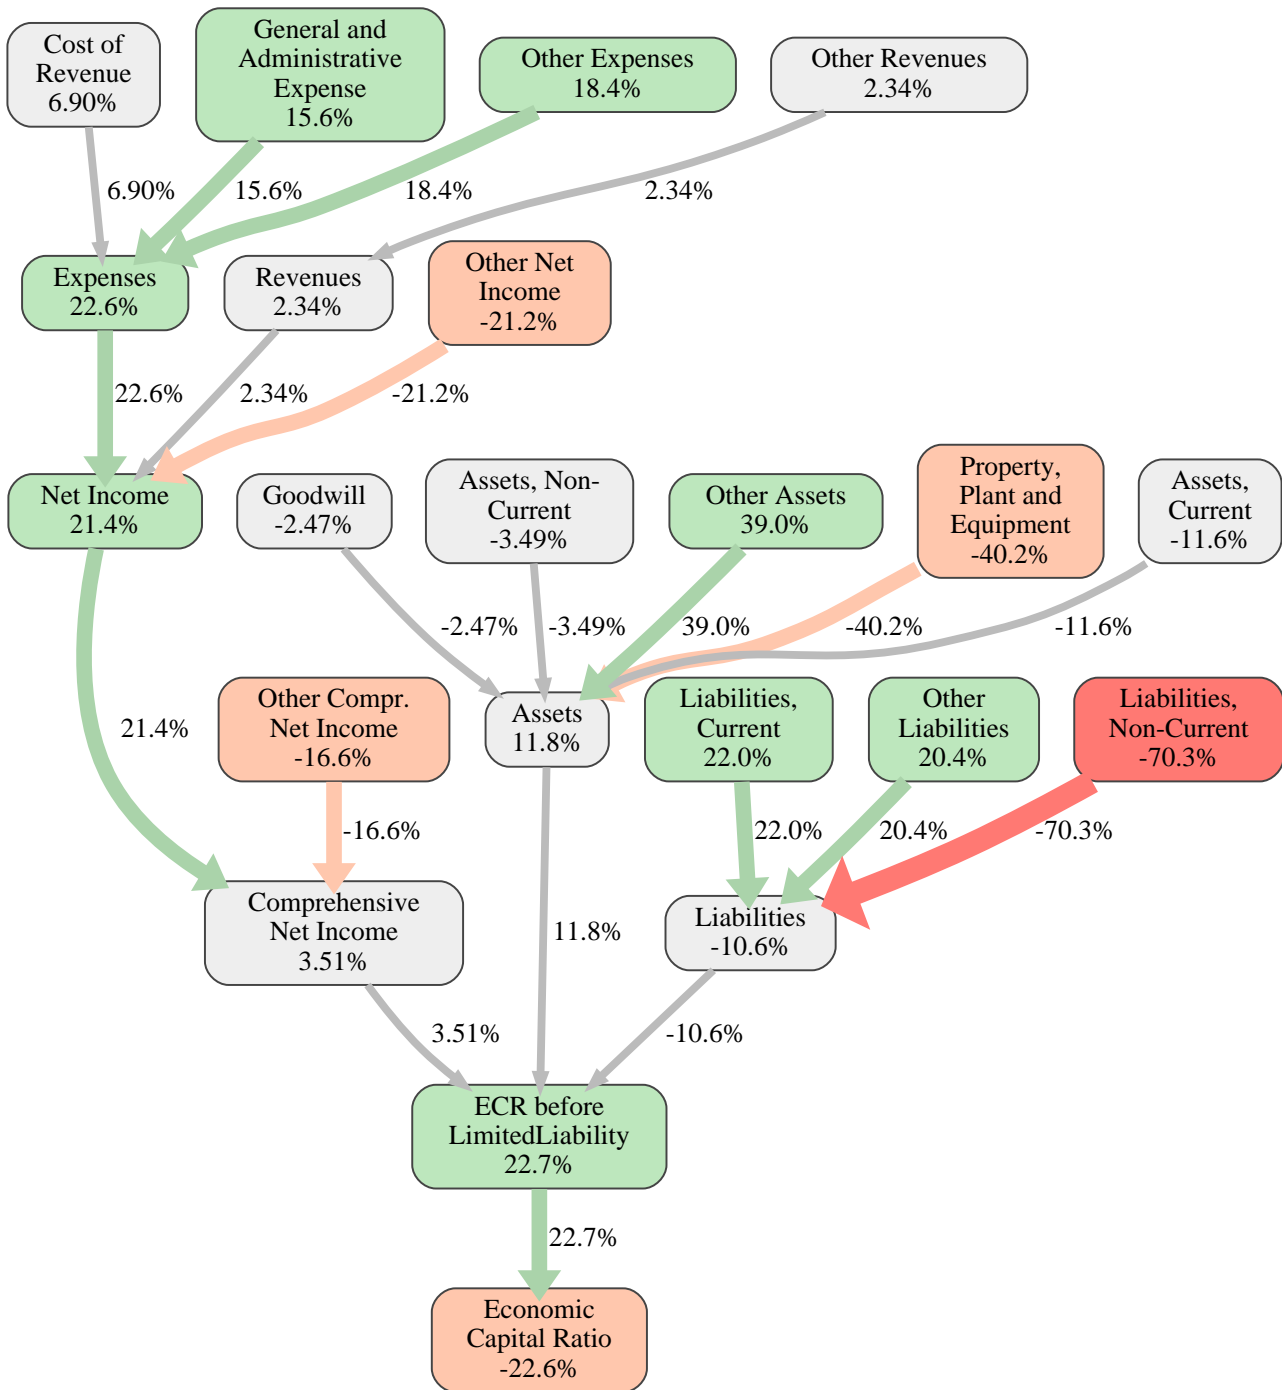 Cost of
Revenue
6.90%
General and
Administrative
Expense
15.6%
Other Expenses
18.4%
Other Revenues
2.34%
6.90%
15.6%
18.4%
2.34%
Expenses
22.6%
Revenues
2.34%
Other Net
Income
-21.2%
22.6%
2.34%
-21.2%
Net Income
21.4%
Goodwill
-2.47%
Assets, Non-
Current
-3.49%
Other Assets
39.0%
Property,
Plant and
Equipment
-40.2%
Assets,
Current
-11.6%
-2.47%
-3.49%
39.0%
-40.2%
-11.6%
21.4%
Other Compr.
Net Income
-16.6%
Assets
11.8%
Liabilities,
Current
22.0%
Other
Liabilities
20.4%
Liabilities,
Non-Current
-70.3%
-16.6%
22.0%
20.4%
-70.3%
Comprehensive
Net Income
3.51%
11.8%
Liabilities
-10.6%
3.51%
-10.6%
ECR before
LimitedLiability
22.7%
22.7%
Economic
Capital Ratio
-22.6%